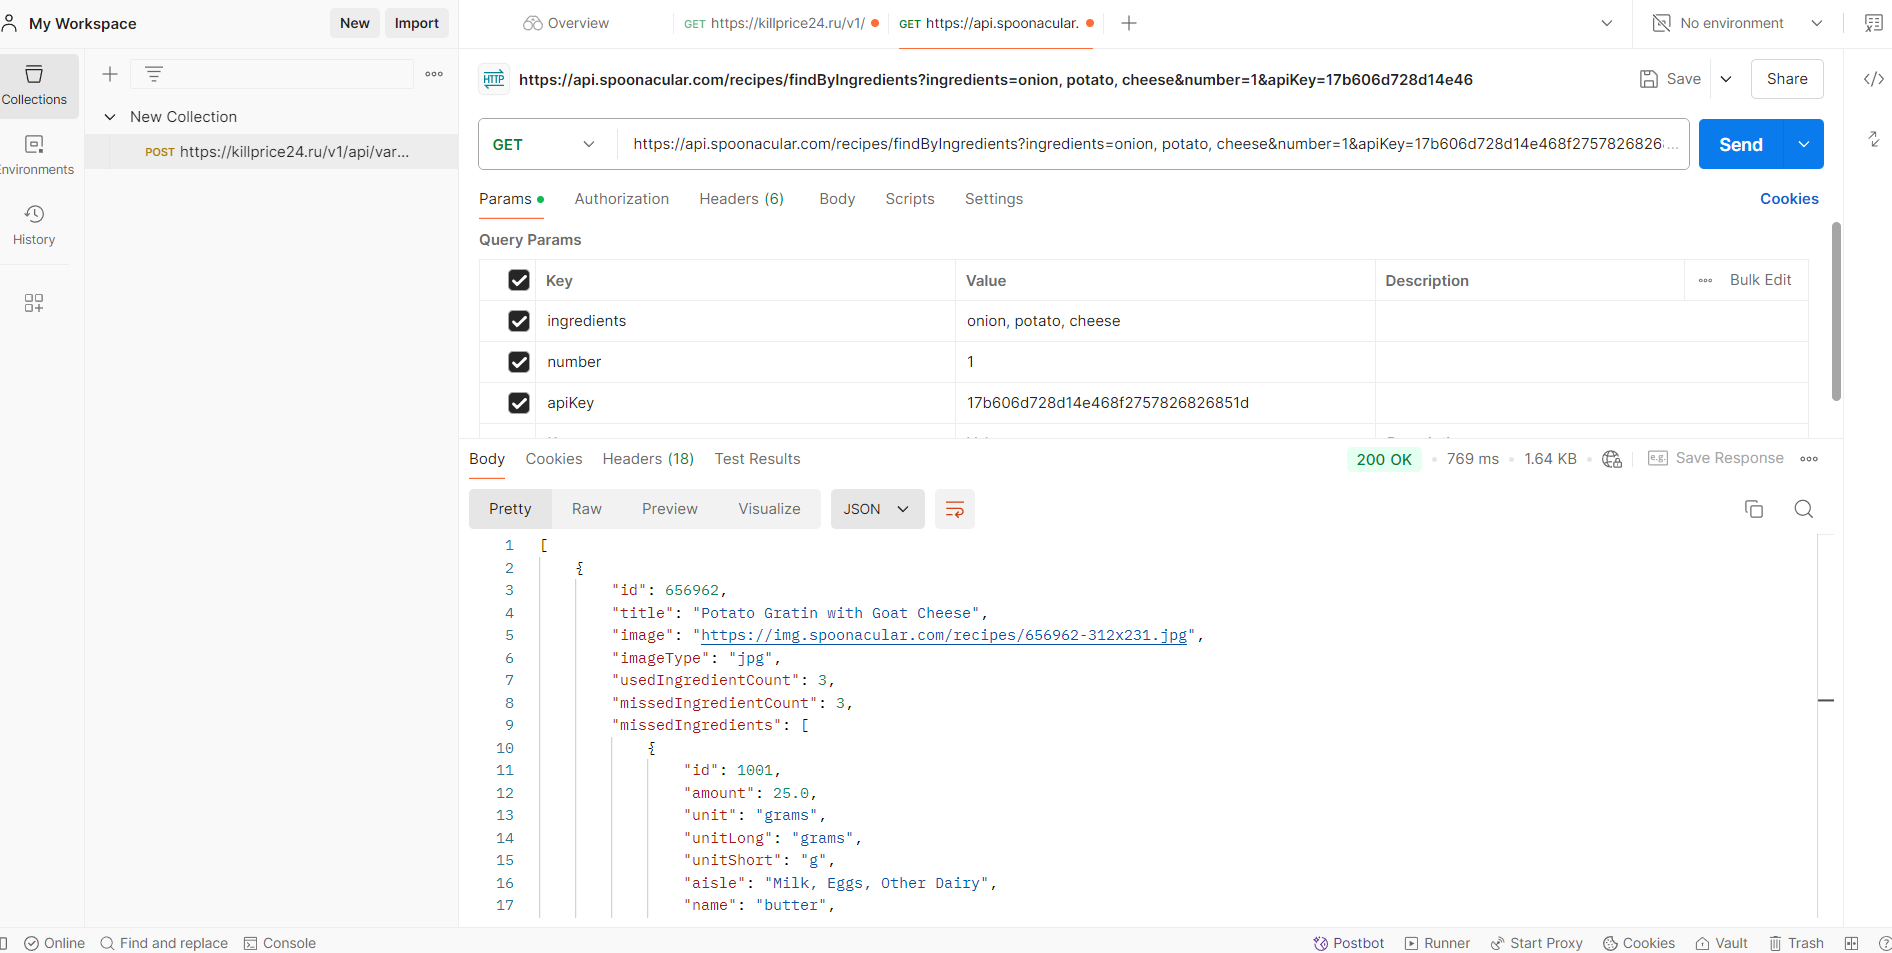 My Workspace
New
Import
Overview
GET https://killprice24.ru/v1/
GET https://api.spoonacular.
No environment
Collections
Environments
History
New Collection
POST https://killprice24.ru/v1/api/var...
HTTP
https://api.spoonacular.com/recipes/findByIngredients?ingredients=onion, potato, cheese&number=1&apiKey=17b606d728d14e46
Save
Share
GET
https://api.spoonacular.com/recipes/findByIngredients?ingredients=onion, potato, cheese&number=1&apiKey=17b606d728d14e468f2757826826...
Send
Params
Authorization
Headers (6)
Body
Scripts
Settings
Cookies
Query Params
Key Value Description Bulk Edit
ingredients onion, potato, cheese
number 1
apiKey 17b606d728d14e468f2757826826851d
Body Cookies Headers (18) Test Results
200 OK 769 ms 1.64 KB
e.g. Save Response
Pretty Raw Preview Visualize JSON
1 [
2 {
3 "id": 656962,
4 "title": "Potato Gratin with Goat Cheese",
5 "image": "https://img.spoonacular.com/recipes/656962-312x231.jpg",
6 "imageType": "jpg",
7 "usedIngredientCount": 3,
8 "missedIngredientCount": 3,
9 "missedIngredients": [
10 {
11 "id": 1001,
12 "amount": 25.0,
13 "unit": "grams",
14 "unitLong": "grams",
15 "unitShort": "g",
16 "aisle": "Milk, Eggs, Other Dairy",
17 "name": "butter",
Online Find and replace Console
Postbot Runner Start Proxy Cookies Vault Trash